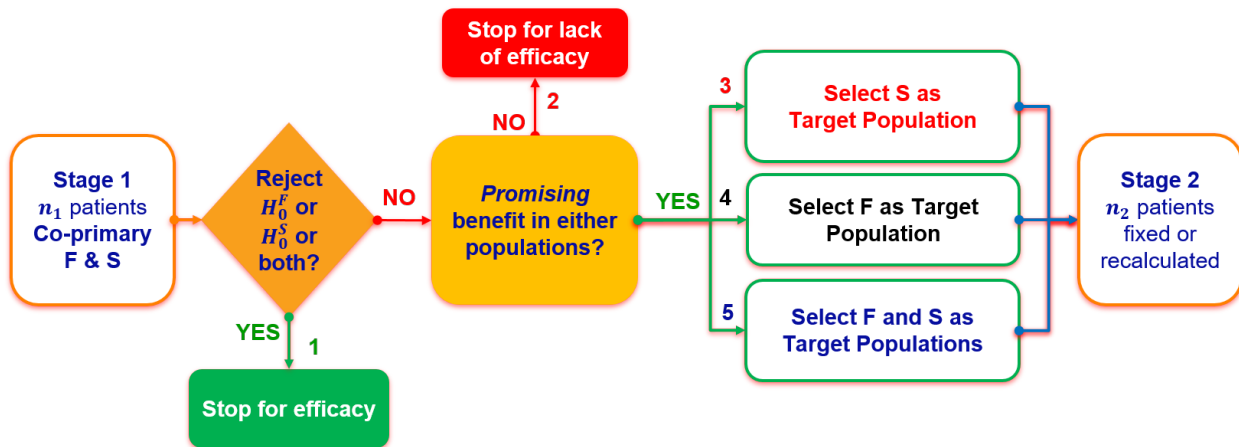 Stage 1
n₁ patients
Co-primary
F & S
Reject
H₀ᶠ or
H₀ˢ or
both?
YES
1
Stop for efficacy
NO
Promising
benefit in either
populations?
NO
2
Stop for lack
of efficacy
YES
3
Select S as
Target Population
4
Select F as Target
Population
5
Select F and S as
Target Populations
Stage 2
n₂ patients
fixed or
recalculated